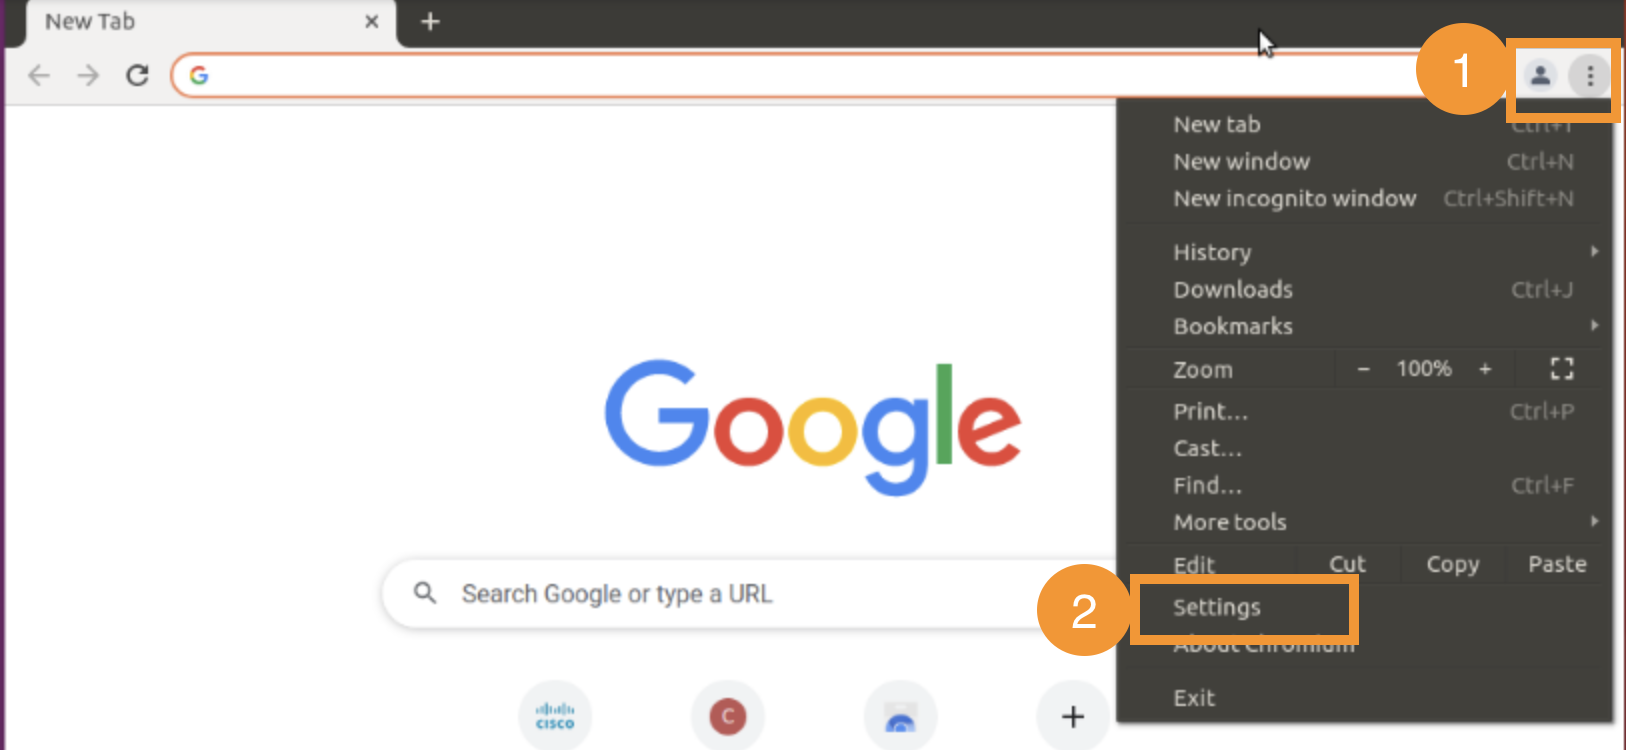 New Tab
1
New tab Ctrl+T
New window Ctrl+N
New incognito window Ctrl+Shift+N
History
Downloads Ctrl+J
Bookmarks
Zoom − 100% +
Print... Ctrl+P
Cast...
Find... Ctrl+F
More tools
Edit Cut Copy Paste
2 Settings
About Chromium
Exit
Google
Search Google or type a URL
CISCO
C